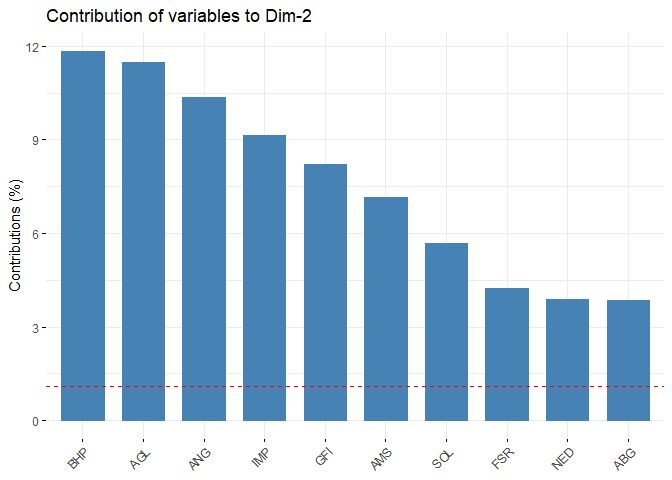 Contribution of variables to Dim-2
Contributions (%)
12
9
6
3
0
BHP AGL ANG IMP GFI AMS SOL FSR NED ABG